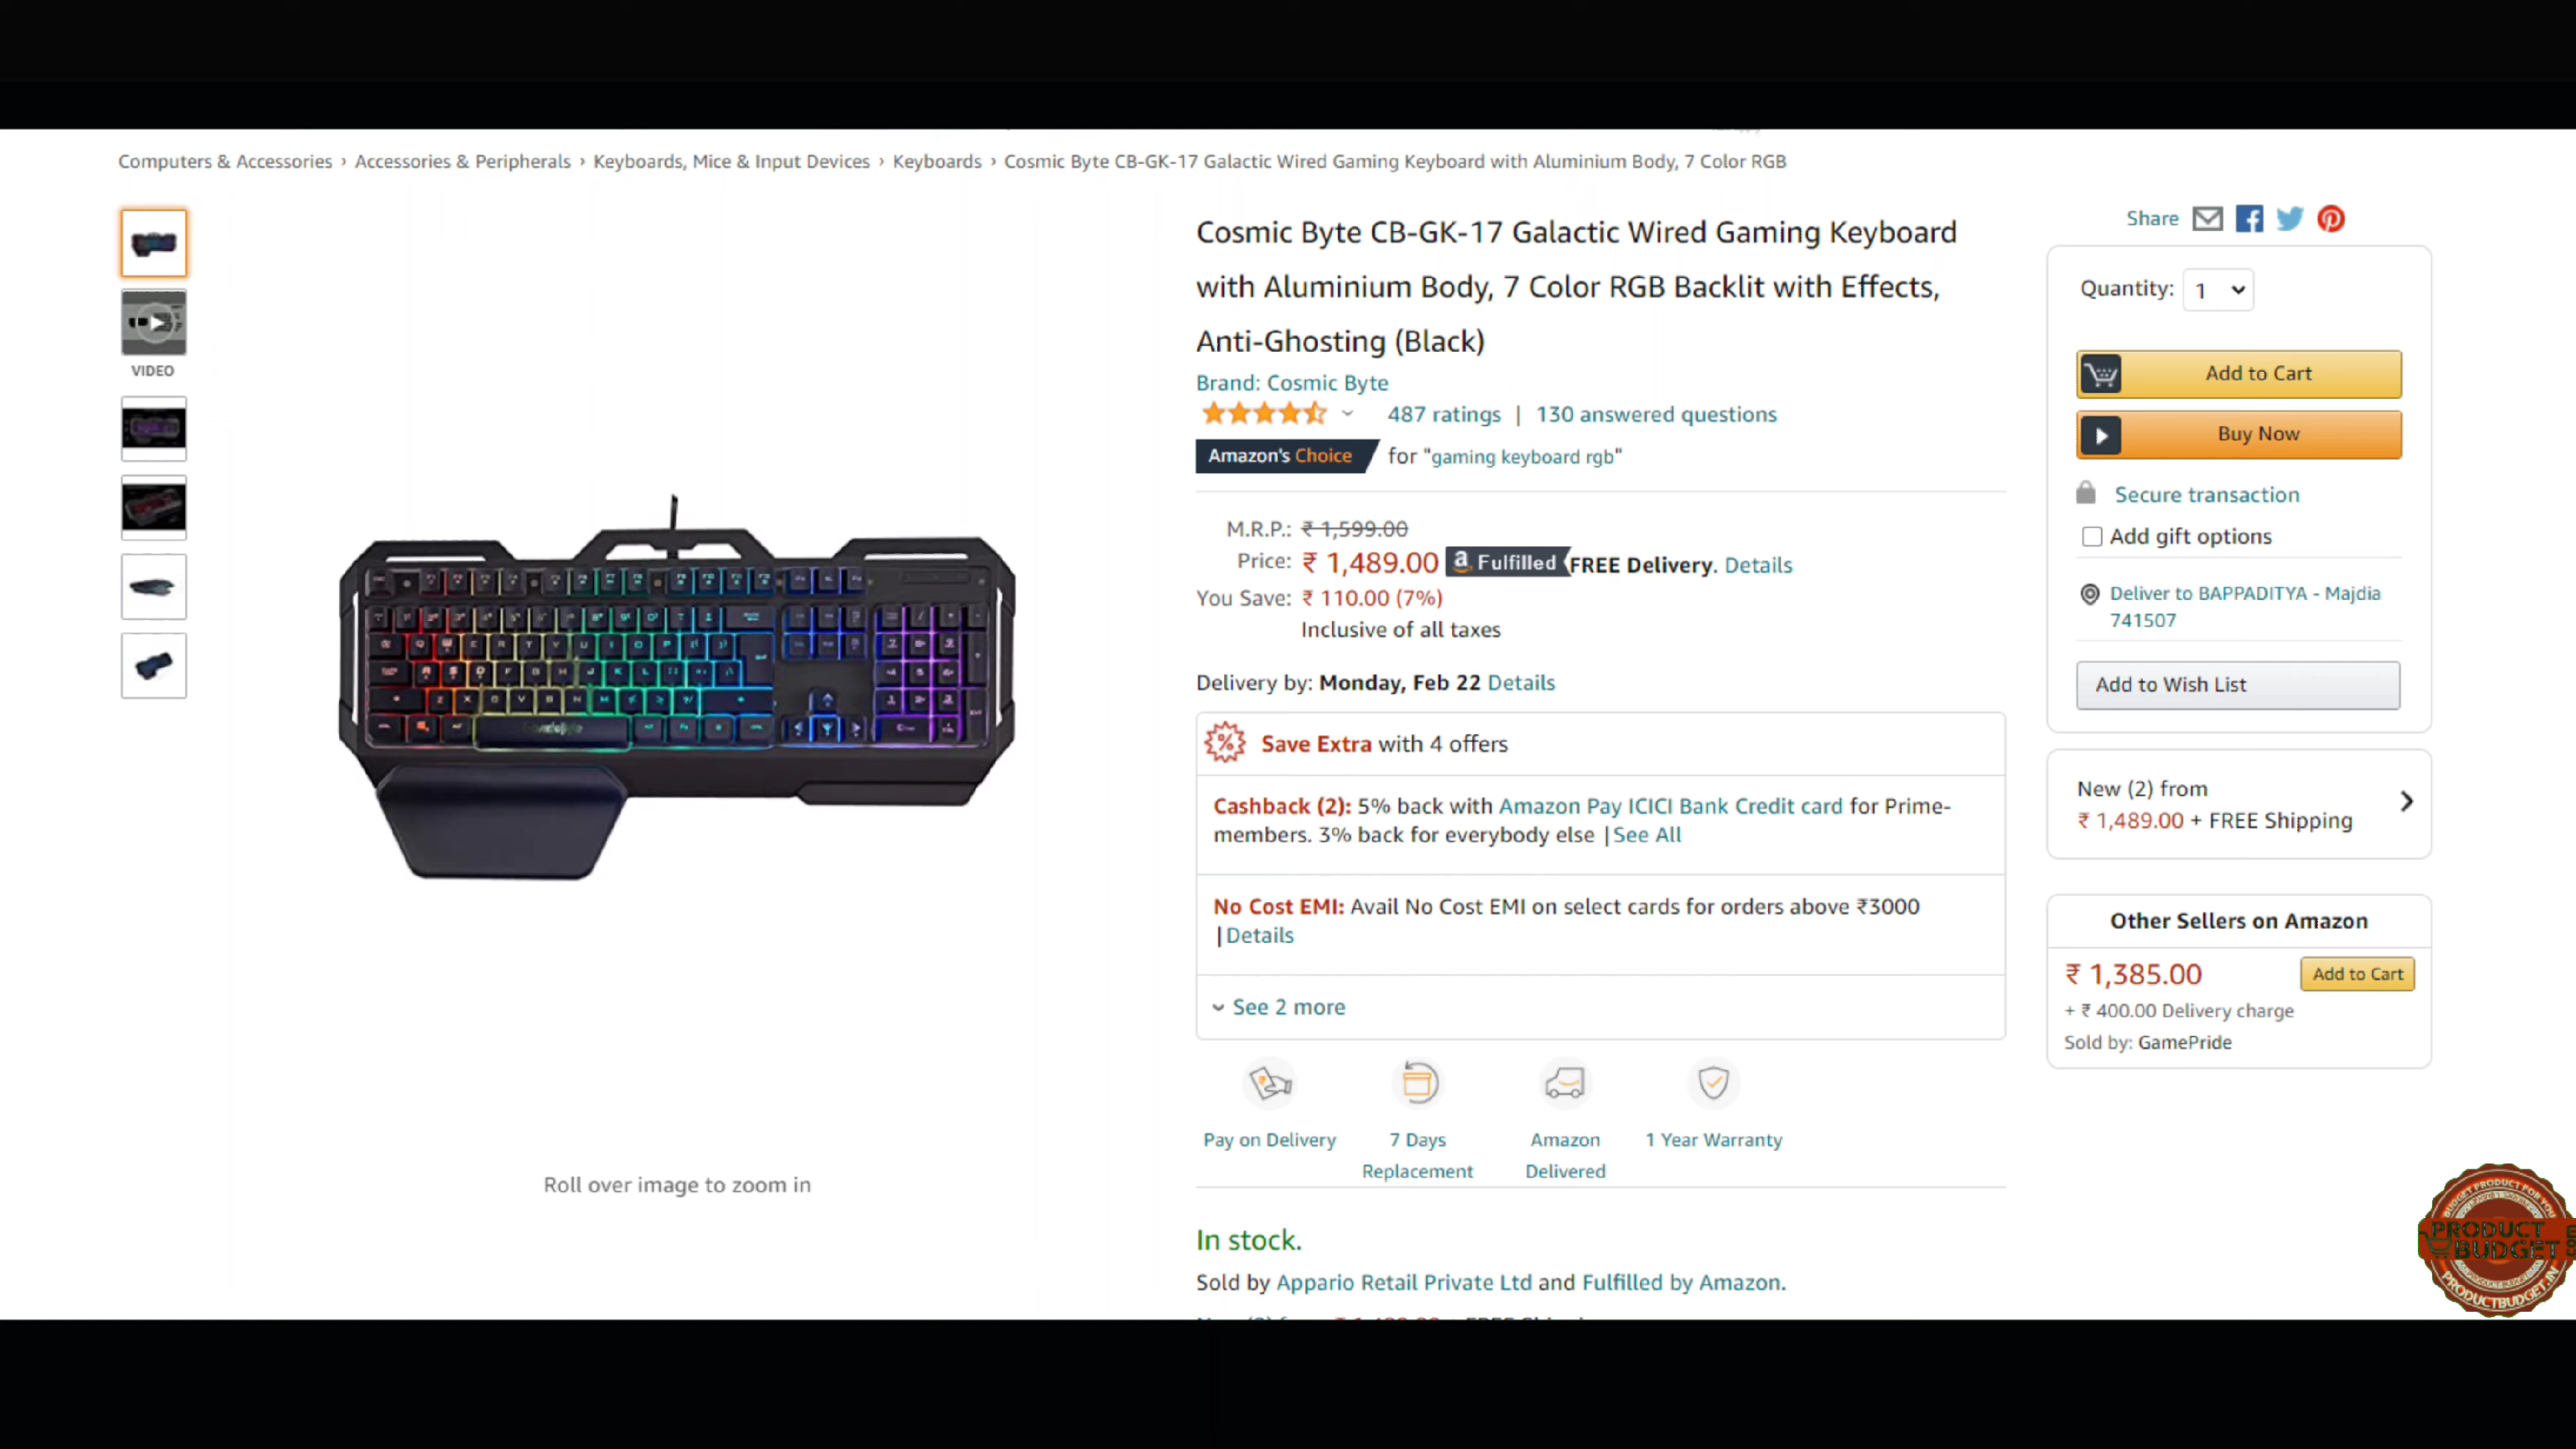 Computers & Accessories › Accessories & Peripherals › Keyboards, Mice & Input Devices › Keyboards › Cosmic Byte CB-GK-17 Galactic Wired Gaming Keyboard with Aluminium Body, 7 Color RGB
VIDEO
Roll over image to zoom in
Cosmic Byte CB-GK-17 Galactic Wired Gaming Keyboard
with Aluminium Body, 7 Color RGB Backlit with Effects,
Anti-Ghosting (Black)
Brand: Cosmic Byte
487 ratings | 130 answered questions
Amazon's Choice for "gaming keyboard rgb"
M.R.P.: ₹ 1,599.00
Price: ₹ 1,489.00 a Fulfilled FREE Delivery. Details
You Save: ₹ 110.00 (7%)
Inclusive of all taxes
Delivery by: Monday, Feb 22 Details
Save Extra with 4 offers
Cashback (2): 5% back with Amazon Pay ICICI Bank Credit card for Prime-
members. 3% back for everybody else | See All
No Cost EMI: Avail No Cost EMI on select cards for orders above ₹3000
| Details
See 2 more
Pay on Delivery
7 Days
Replacement
Amazon
Delivered
1 Year Warranty
In stock.
Sold by Appario Retail Private Ltd and Fulfilled by Amazon.
Share
Quantity: 1
Add to Cart
Buy Now
Secure transaction
Add gift options
Deliver to BAPPADITYA - Majdia
741507
Add to Wish List
New (2) from
₹ 1,489.00 + FREE Shipping
Other Sellers on Amazon
₹ 1,385.00 Add to Cart
+ ₹ 400.00 Delivery charge
Sold by: GamePride
BUDGET PRODUCT FOR YOU
PRODUCT
BUDGET
PRODUCTBUDGET.IN